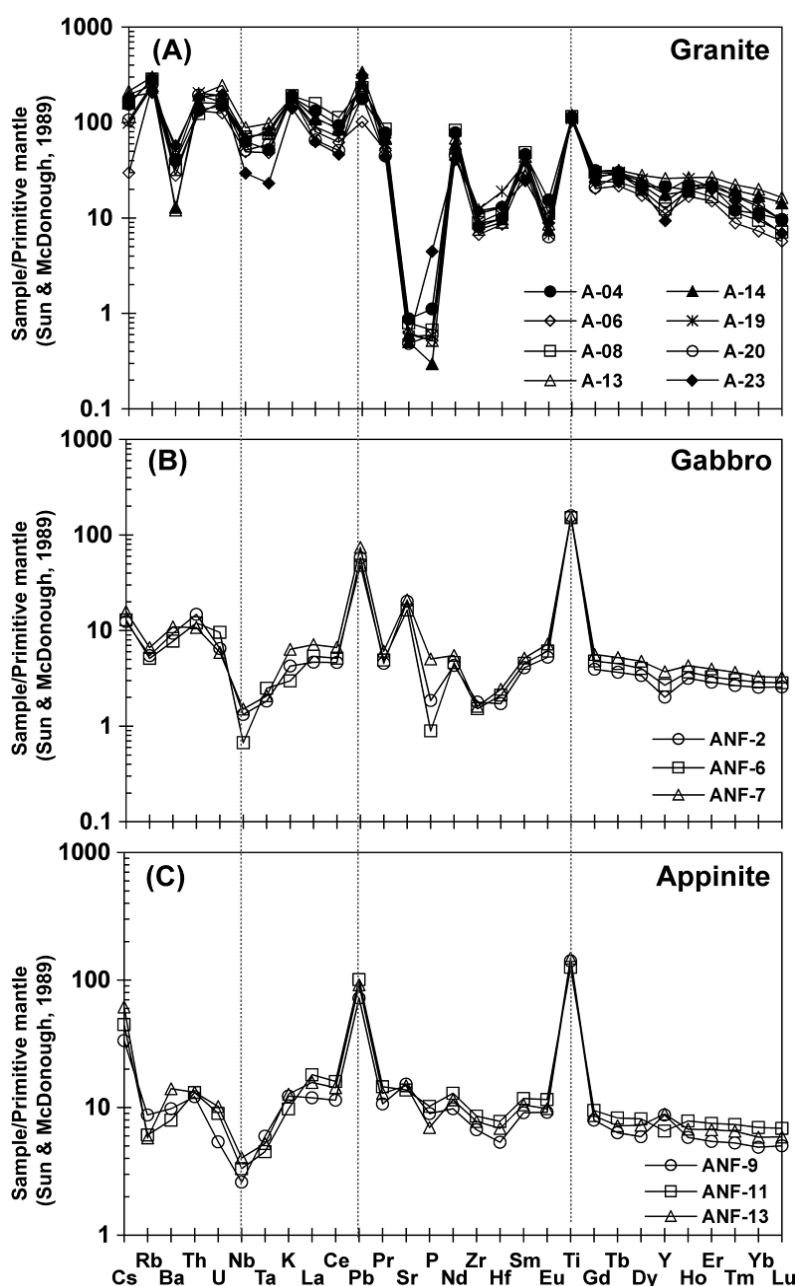 (A)
Granite
Sample/Primitive mantle
(Sun & McDonough, 1989)
1000
100
10
1
0.1
A-04
A-14
A-06
A-19
A-08
A-20
A-13
A-23
(B)
Gabbro
Sample/Primitive mantle
(Sun & McDonough, 1989)
1000
100
10
1
0.1
ANF-2
ANF-6
ANF-7
(C)
Appinite
Sample/Primitive mantle
(Sun & McDonough, 1989)
1000
100
10
1
ANF-9
ANF-11
ANF-13
Rb Th Nb K Ce Pr P Zr Sm Ti Tb Y Er Yb
Cs Ba U Ta La Pb Sr Nd Hf Eu Gd Dy Ho Tm Lu